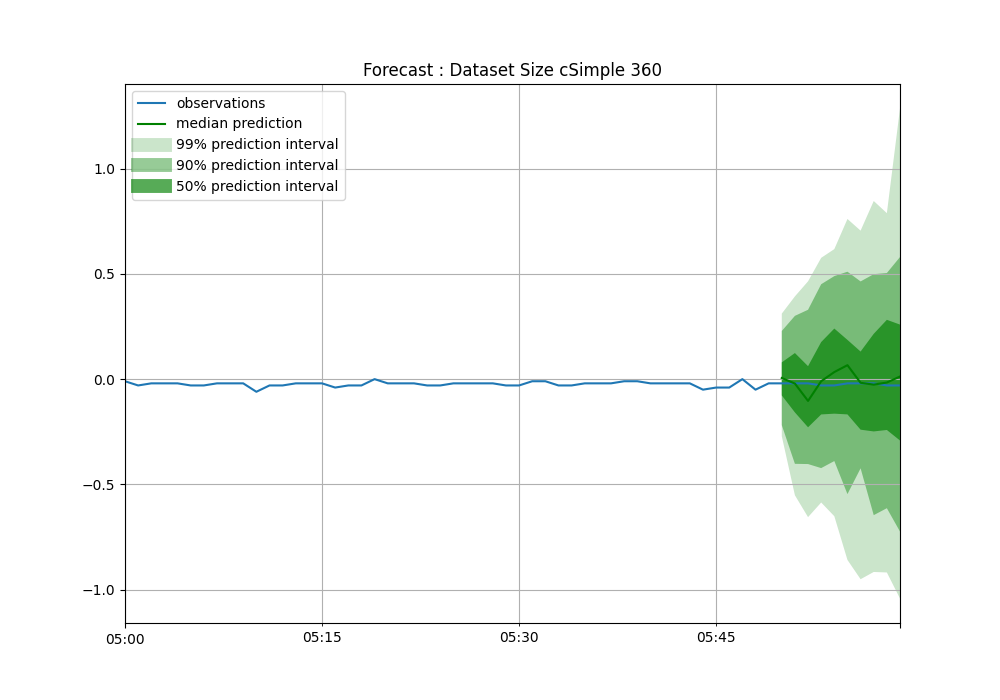 Forecast : Dataset Size cSimple 360
observations
median prediction
99% prediction interval
90% prediction interval
50% prediction interval
1.0
0.5
0.0
−0.5
−1.0
05:00
05:15
05:30
05:45